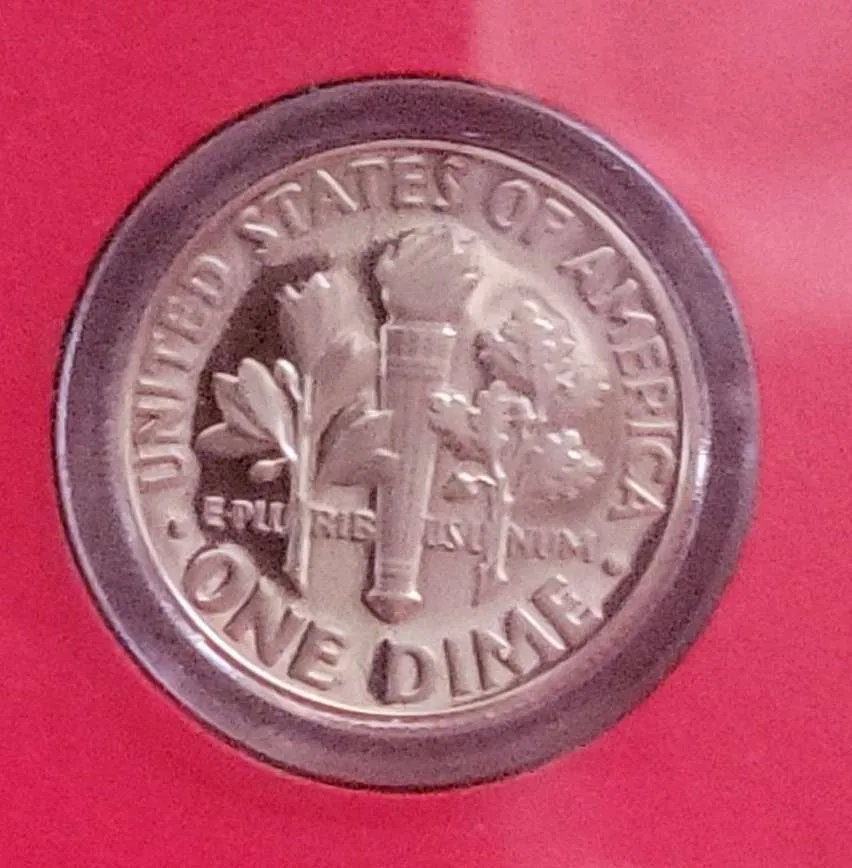 UNITED STATES OF AMERICA
E PLURIBUS UNUM
· ONE DIME ·